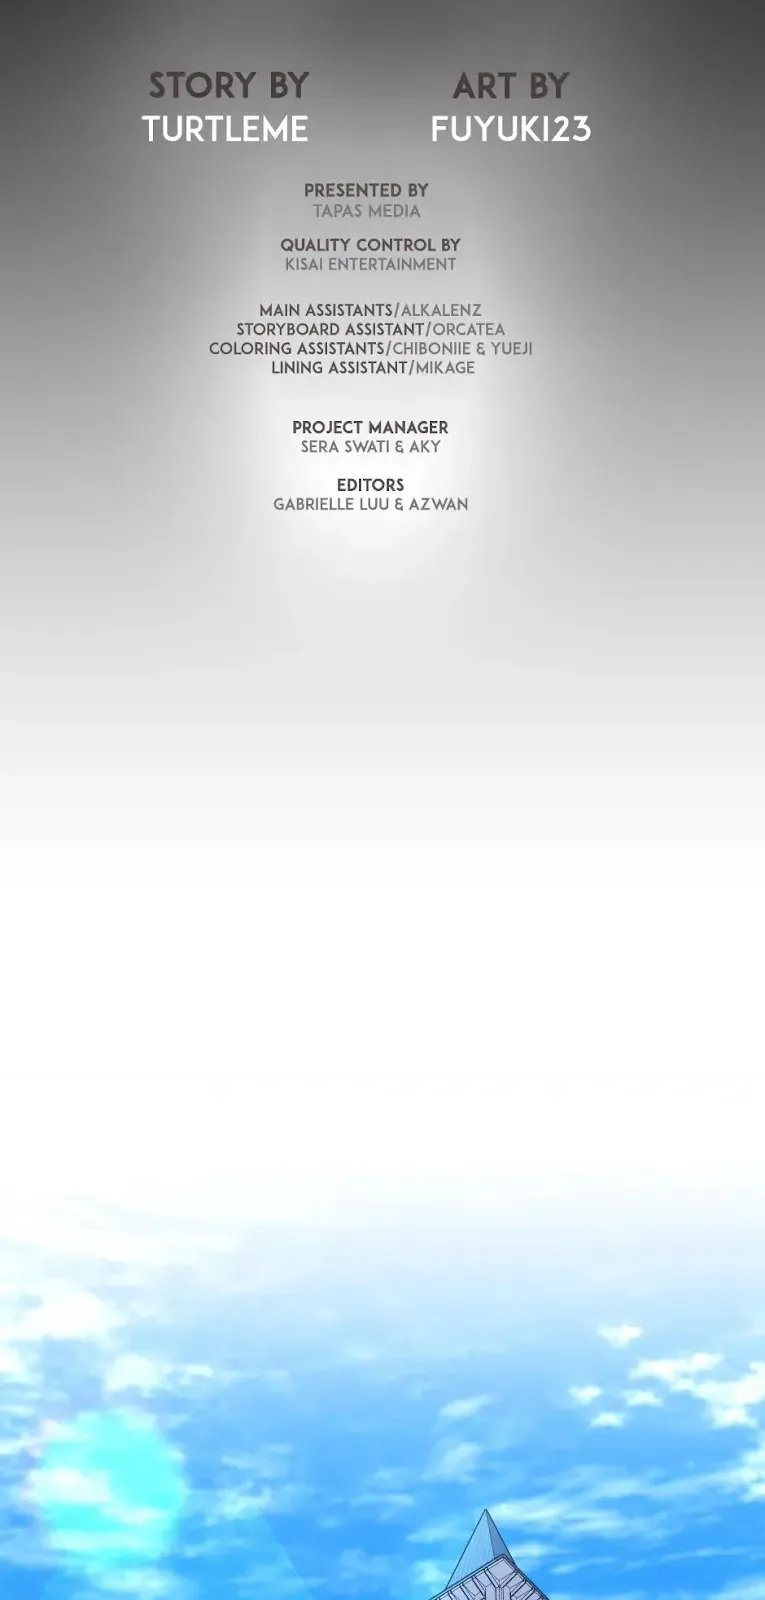 STORY BY
TURTLEME
ART BY
FUYUKI23
PRESENTED BY
TAPAS MEDIA
QUALITY CONTROL BY
KISAI ENTERTAINMENT
MAIN ASSISTANTS/ALKALENZ
STORYBOARD ASSISTANT/ORCATEA
COLORING ASSISTANTS/CHIBONIIE & YUEJI
LINING ASSISTANT/MIKAGE
PROJECT MANAGER
SERA SWATI & AKY
EDITORS
GABRIELLE LUU & AZWAN